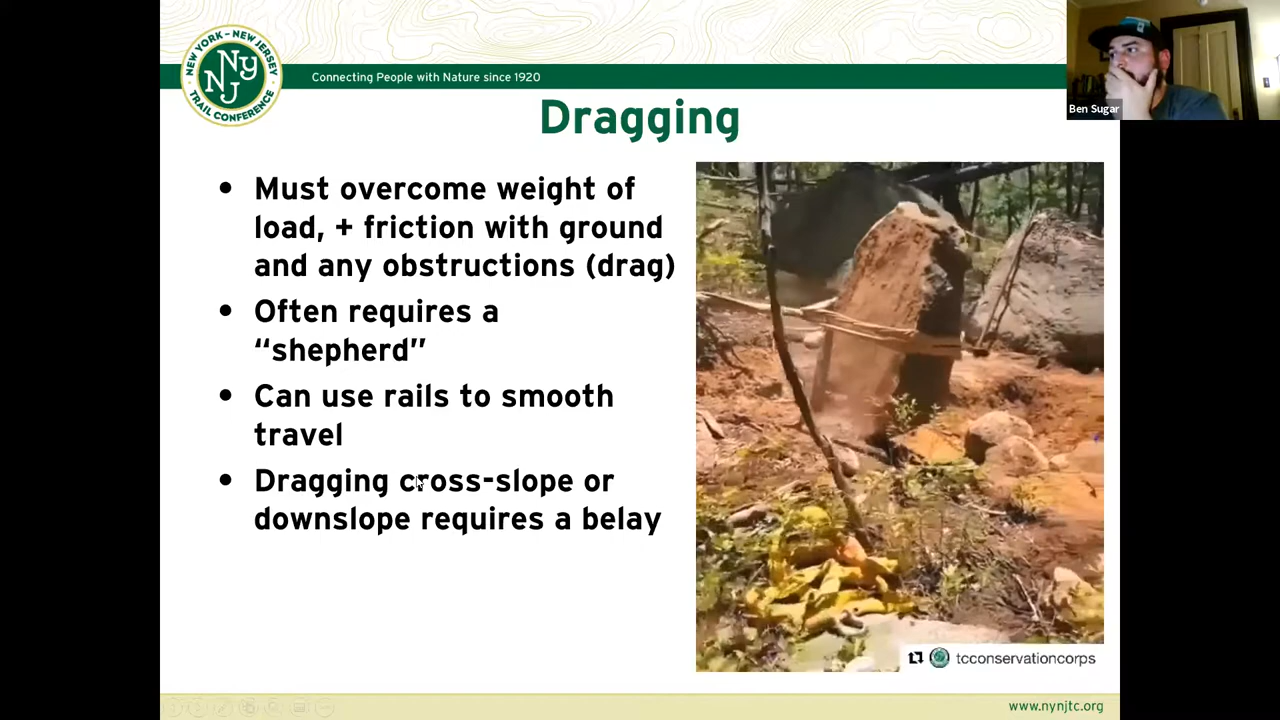 NEW YORK - NEW JERSEY
NY
NJ
TRAIL CONFERENCE
Connecting People with Nature since 1920
Ben Sugar
Dragging
• Must overcome weight of
load, + friction with ground
and any obstructions (drag)
• Often requires a
“shepherd”
• Can use rails to smooth
travel
• Dragging cross-slope or
downslope requires a belay
tcconservationcorps
www.nynjtc.org